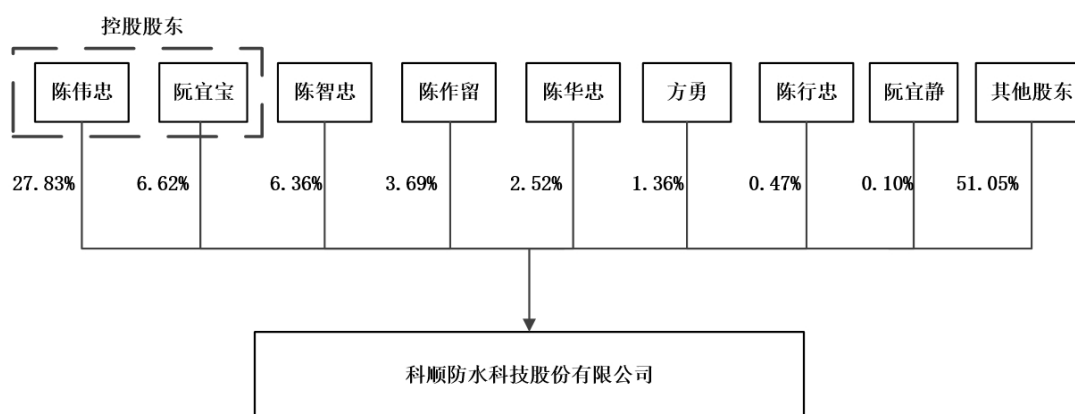 控股股东
陈伟忠
阮宜宝
陈智忠
陈作留
陈华忠
方勇
陈行忠
阮宜静
其他股东
27.83%
6.62%
6.36%
3.69%
2.52%
1.36%
0.47%
0.10%
51.05%
科顺防水科技股份有限公司